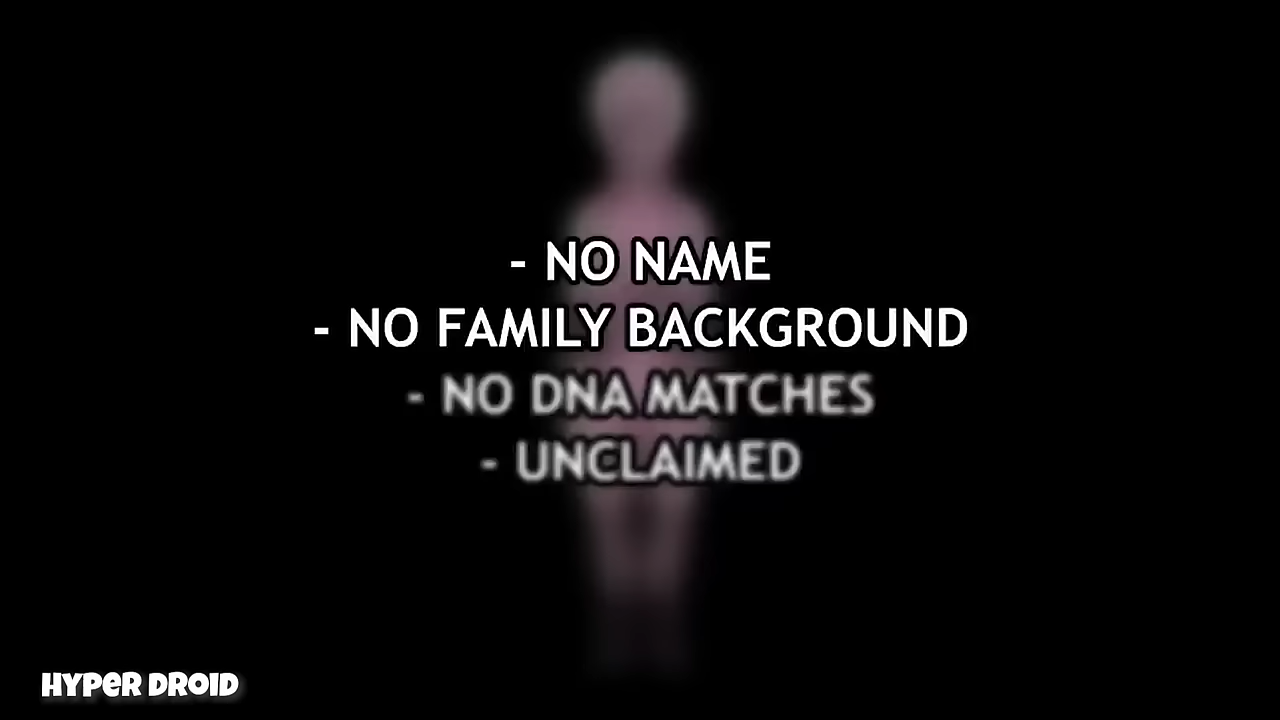 - NO NAME
- NO FAMILY BACKGROUND
- NO DNA MATCHES
- UNCLAIMED
HYPER DROID